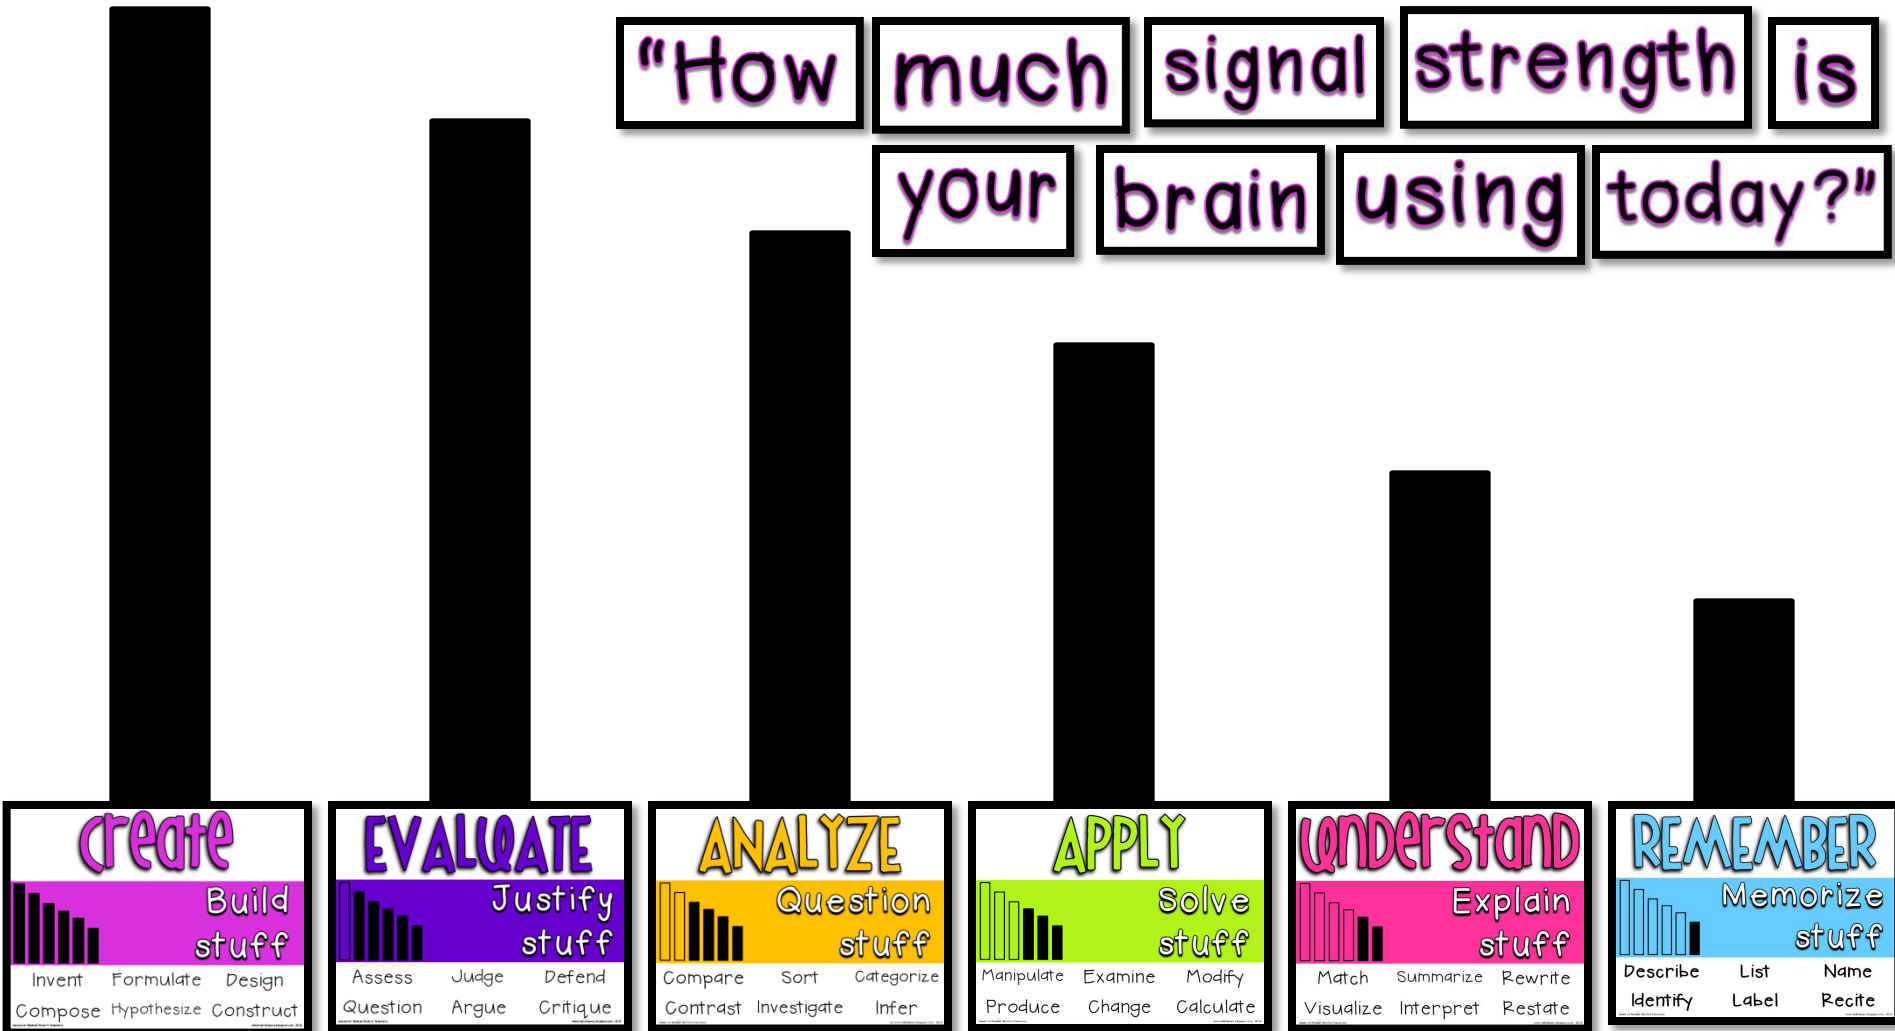 "How much signal strength is
your brain using today?"
Create
Build
stuff
Invent Formulate Design
Compose Hypothesize Construct
EVALUATE
Justify
stuff
Assess Judge Defend
Question Argue Critique
ANALYZE
Question
stuff
Compare Sort Categorize
Contrast Investigate Infer
APPLY
Solve
stuff
Manipulate Examine Modify
Produce Change Calculate
UNDerstanD
Explain
stuff
Match Summarize Rewrite
Visualize Interpret Restate
REMEMBER
Memorize
stuff
Describe List Name
Identify Label Recite